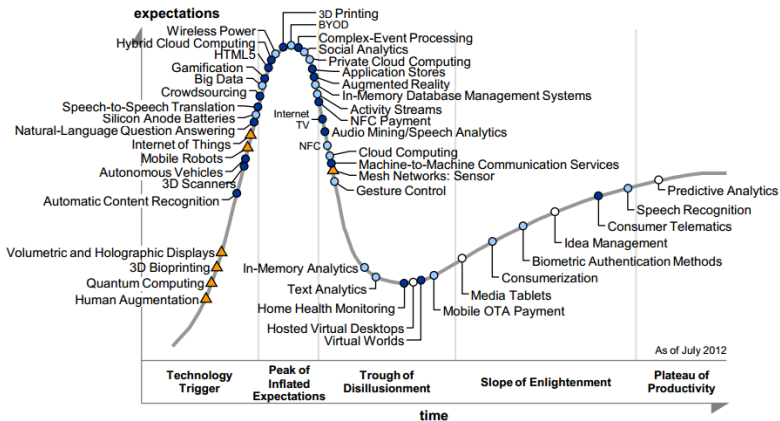 expectations
3D Printing
BYOD
Wireless Power
Complex-Event Processing
Hybrid Cloud Computing
Social Analytics
HTML5
Private Cloud Computing
Gamification
Application Stores
Big Data
Augmented Reality
Crowdsourcing
In-Memory Database Management Systems
Speech-to-Speech Translation
Activity Streams
Silicon Anode Batteries
NFC Payment
Internet
TV
Natural-Language Question Answering
Audio Mining/Speech Analytics
Internet of Things
NFC
Mobile Robots
Cloud Computing
Autonomous Vehicles
Machine-to-Machine Communication Services
3D Scanners
Mesh Networks: Sensor
Automatic Content Recognition
Gesture Control
Predictive Analytics
Speech Recognition
Consumer Telematics
Idea Management
Volumetric and Holographic Displays
Biometric Authentication Methods
3D Bioprinting
In-Memory Analytics
Consumerization
Quantum Computing
Text Analytics
Media Tablets
Human Augmentation
Home Health Monitoring
Mobile OTA Payment
Hosted Virtual Desktops
Virtual Worlds
As of July 2012
Technology
Trigger
Peak of
Inflated
Expectations
Trough of
Disillusionment
Slope of Enlightenment
Plateau of
Productivity
time